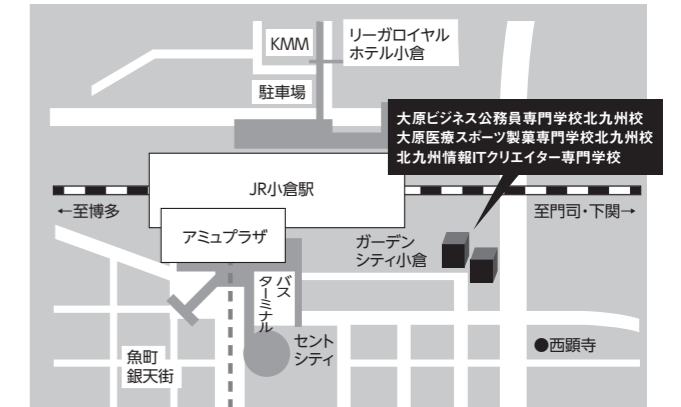 KMM
リーガロイヤル
ホテル小倉
駐車場
大原ビジネス公務員専門学校北九州校
大原医療スポーツ製菓専門学校北九州校
北九州情報ITクリエイター専門学校
JR小倉駅
←至博多
至門司・下関→
アミュプラザ
ガーデン
シティ小倉
バス
ターミナル
セント
シティ
魚町
銀天街
●西顕寺